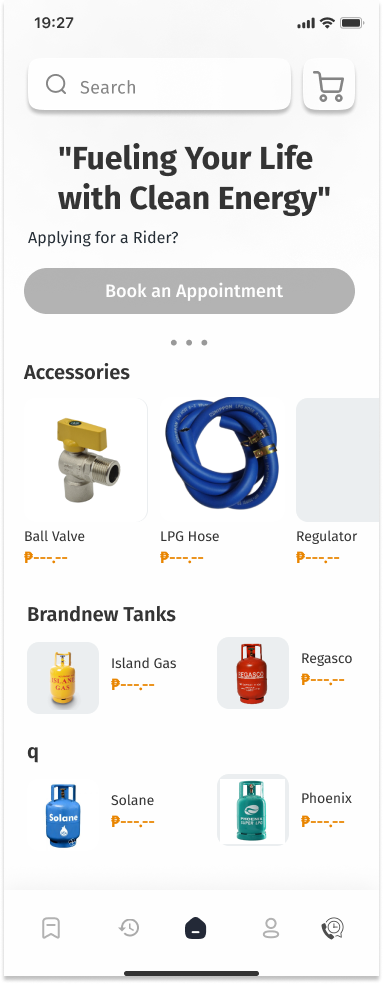 19:27
Search
"Fueling Your Life
with Clean Energy"
Applying for a Rider?
Book an Appointment
Accessories
Ball Valve
LPG Hose
Regulator
₱---.--
₱---.--
₱---.--
Brandnew Tanks
ISLAND
GAS
Island Gas
₱---.--
REGASCO
Regasco
₱---.--
q
Solane
Solane
₱---.--
PHOENIX
SUPER LPG
Phoenix
₱---.--